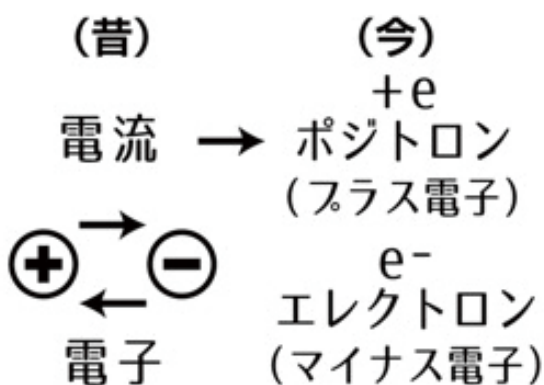 (昔)
電流
+
−
電子
(今)
+e
ポジトロン
(プラス電子)
e⁻
エレクトロン
(マイナス電子)